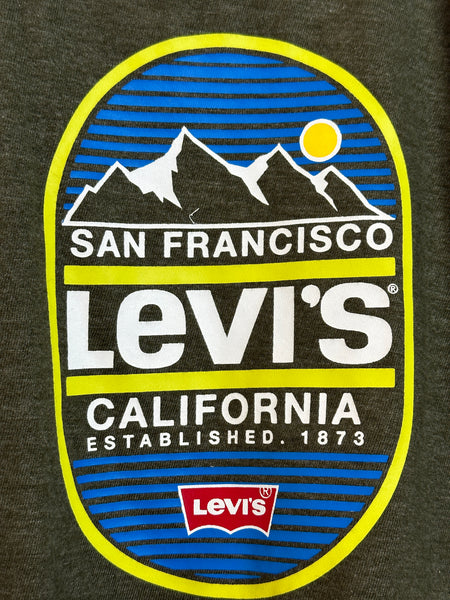 SAN FRANCISCO
LeVI'S®
CALIFORNIA
ESTABLISHED. 1873
LeVI'S®